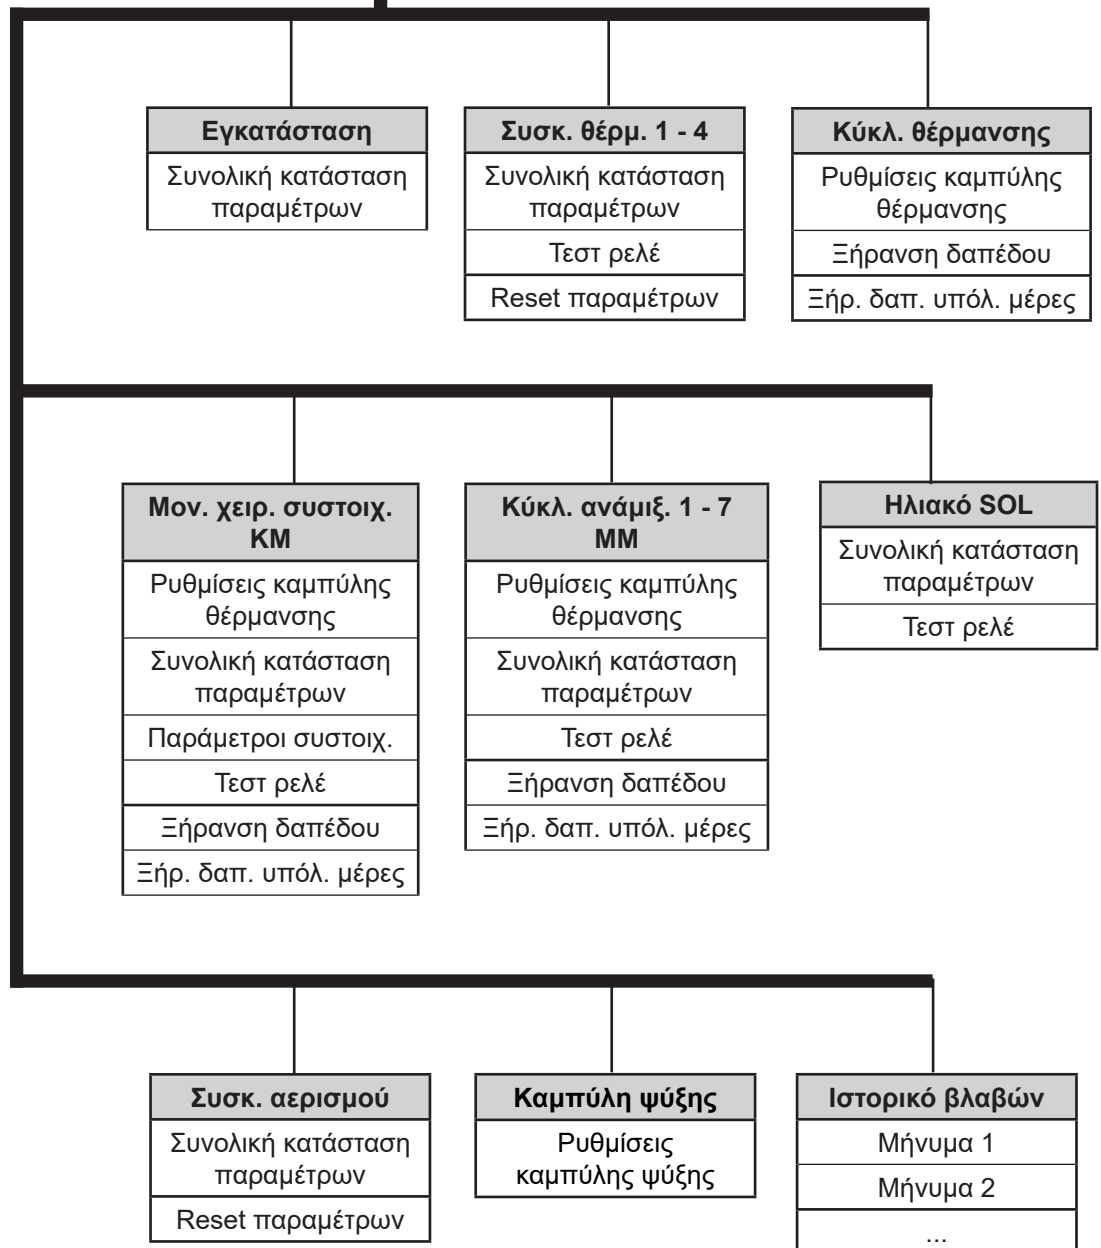 Εγκατάσταση
Συνολική κατάσταση
παραμέτρων
Συσκ. θέρμ. 1 - 4
Συνολική κατάσταση
παραμέτρων
Τεστ ρελέ
Reset παραμέτρων
Κύκλ. θέρμανσης
Ρυθμίσεις καμπύλης
θέρμανσης
Ξήρανση δαπέδου
Ξήρ. δαπ. υπόλ. μέρες
Μον. χειρ. συστοιχ.
KM
Ρυθμίσεις καμπύλης
θέρμανσης
Συνολική κατάσταση
παραμέτρων
Παράμετροι συστοιχ.
Τεστ ρελέ
Ξήρανση δαπέδου
Ξήρ. δαπ. υπόλ. μέρες
Κύκλ. ανάμιξ. 1 - 7
MM
Ρυθμίσεις καμπύλης
θέρμανσης
Συνολική κατάσταση
παραμέτρων
Τεστ ρελέ
Ξήρανση δαπέδου
Ξήρ. δαπ. υπόλ. μέρες
Ηλιακό SOL
Συνολική κατάσταση
παραμέτρων
Τεστ ρελέ
Συσκ. αερισμού
Συνολική κατάσταση
παραμέτρων
Reset παραμέτρων
Καμπύλη ψύξης
Ρυθμίσεις
καμπύλης ψύξης
Ιστορικό βλαβών
Μήνυμα 1
Μήνυμα 2
...